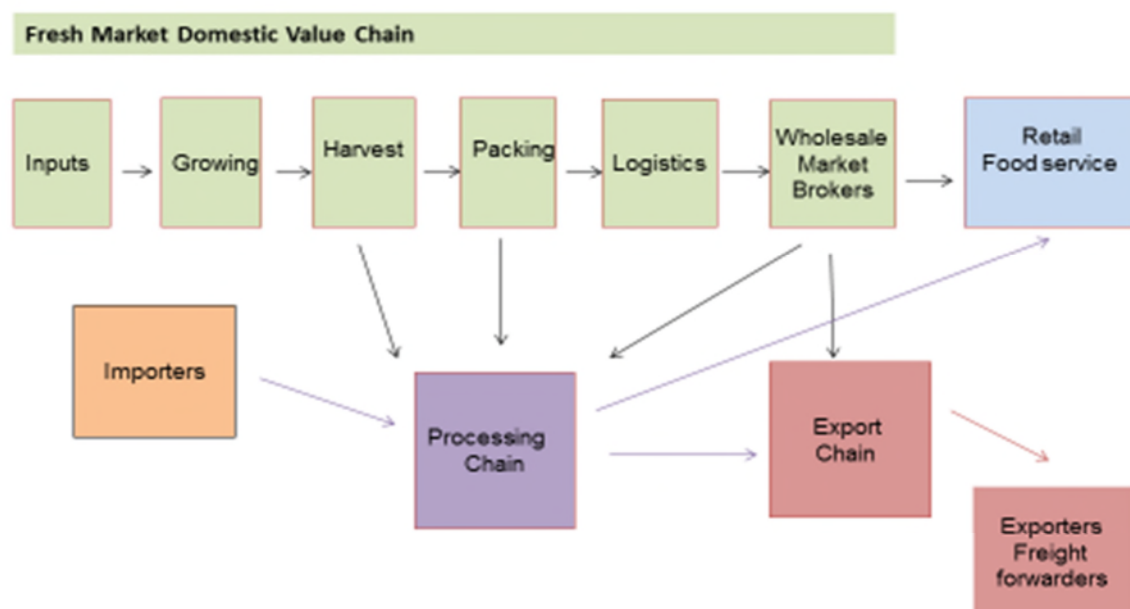 Fresh Market Domestic Value Chain
Inputs
Growing
Harvest
Packing
Logistics
Wholesale
Market
Brokers
Retail
Food service
Importers
Processing
Chain
Export
Chain
Exporters
Freight
forwarders